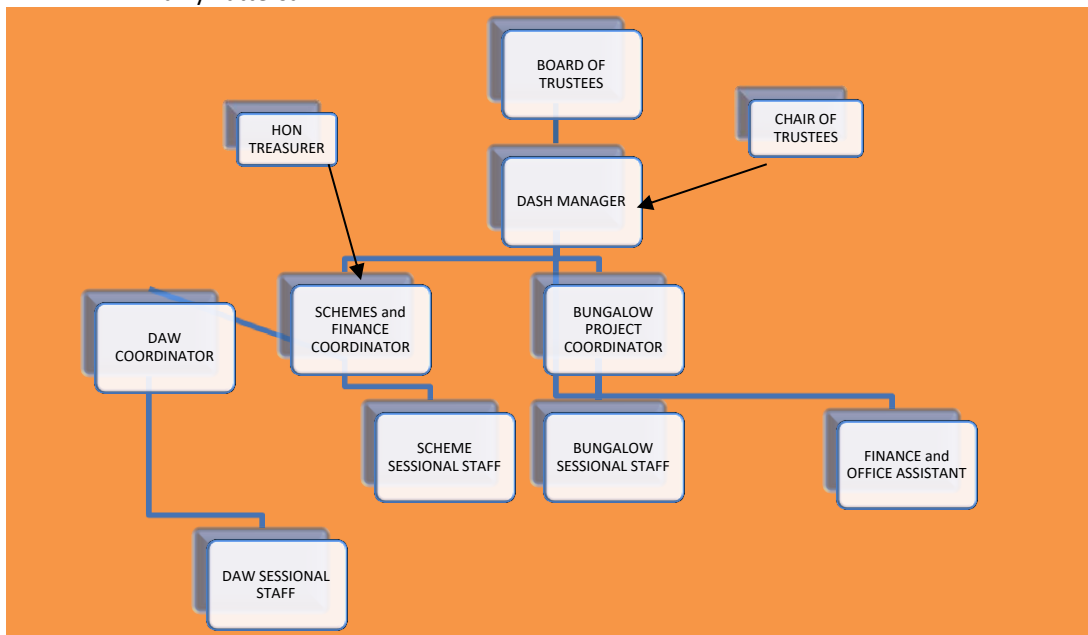 BOARD OF
TRUSTEES
HON
TREASURER
CHAIR OF
TRUSTEES
DASH MANAGER
SCHEMES and
FINANCE
COORDINATOR
BUNGALOW
PROJECT
COORDINATOR
DAW
COORDINATOR
SCHEME
SESSIONAL STAFF
BUNGALOW
SESSIONAL STAFF
FINANCE and
OFFICE ASSISTANT
DAW SESSIONAL
STAFF